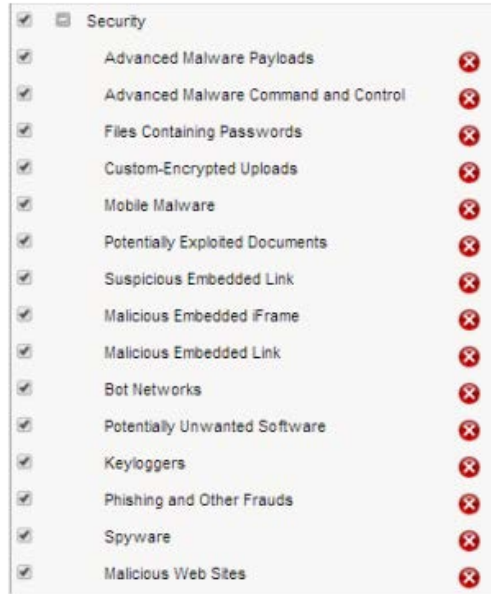 Security
Advanced Malware Payloads
Advanced Malware Command and Control
Files Containing Passwords
Custom-Encrypted Uploads
Mobile Malware
Potentially Exploited Documents
Suspicious Embedded Link
Malicious Embedded iFrame
Malicious Embedded Link
Bot Networks
Potentially Unwanted Software
Keyloggers
Phishing and Other Frauds
Spyware
Malicious Web Sites